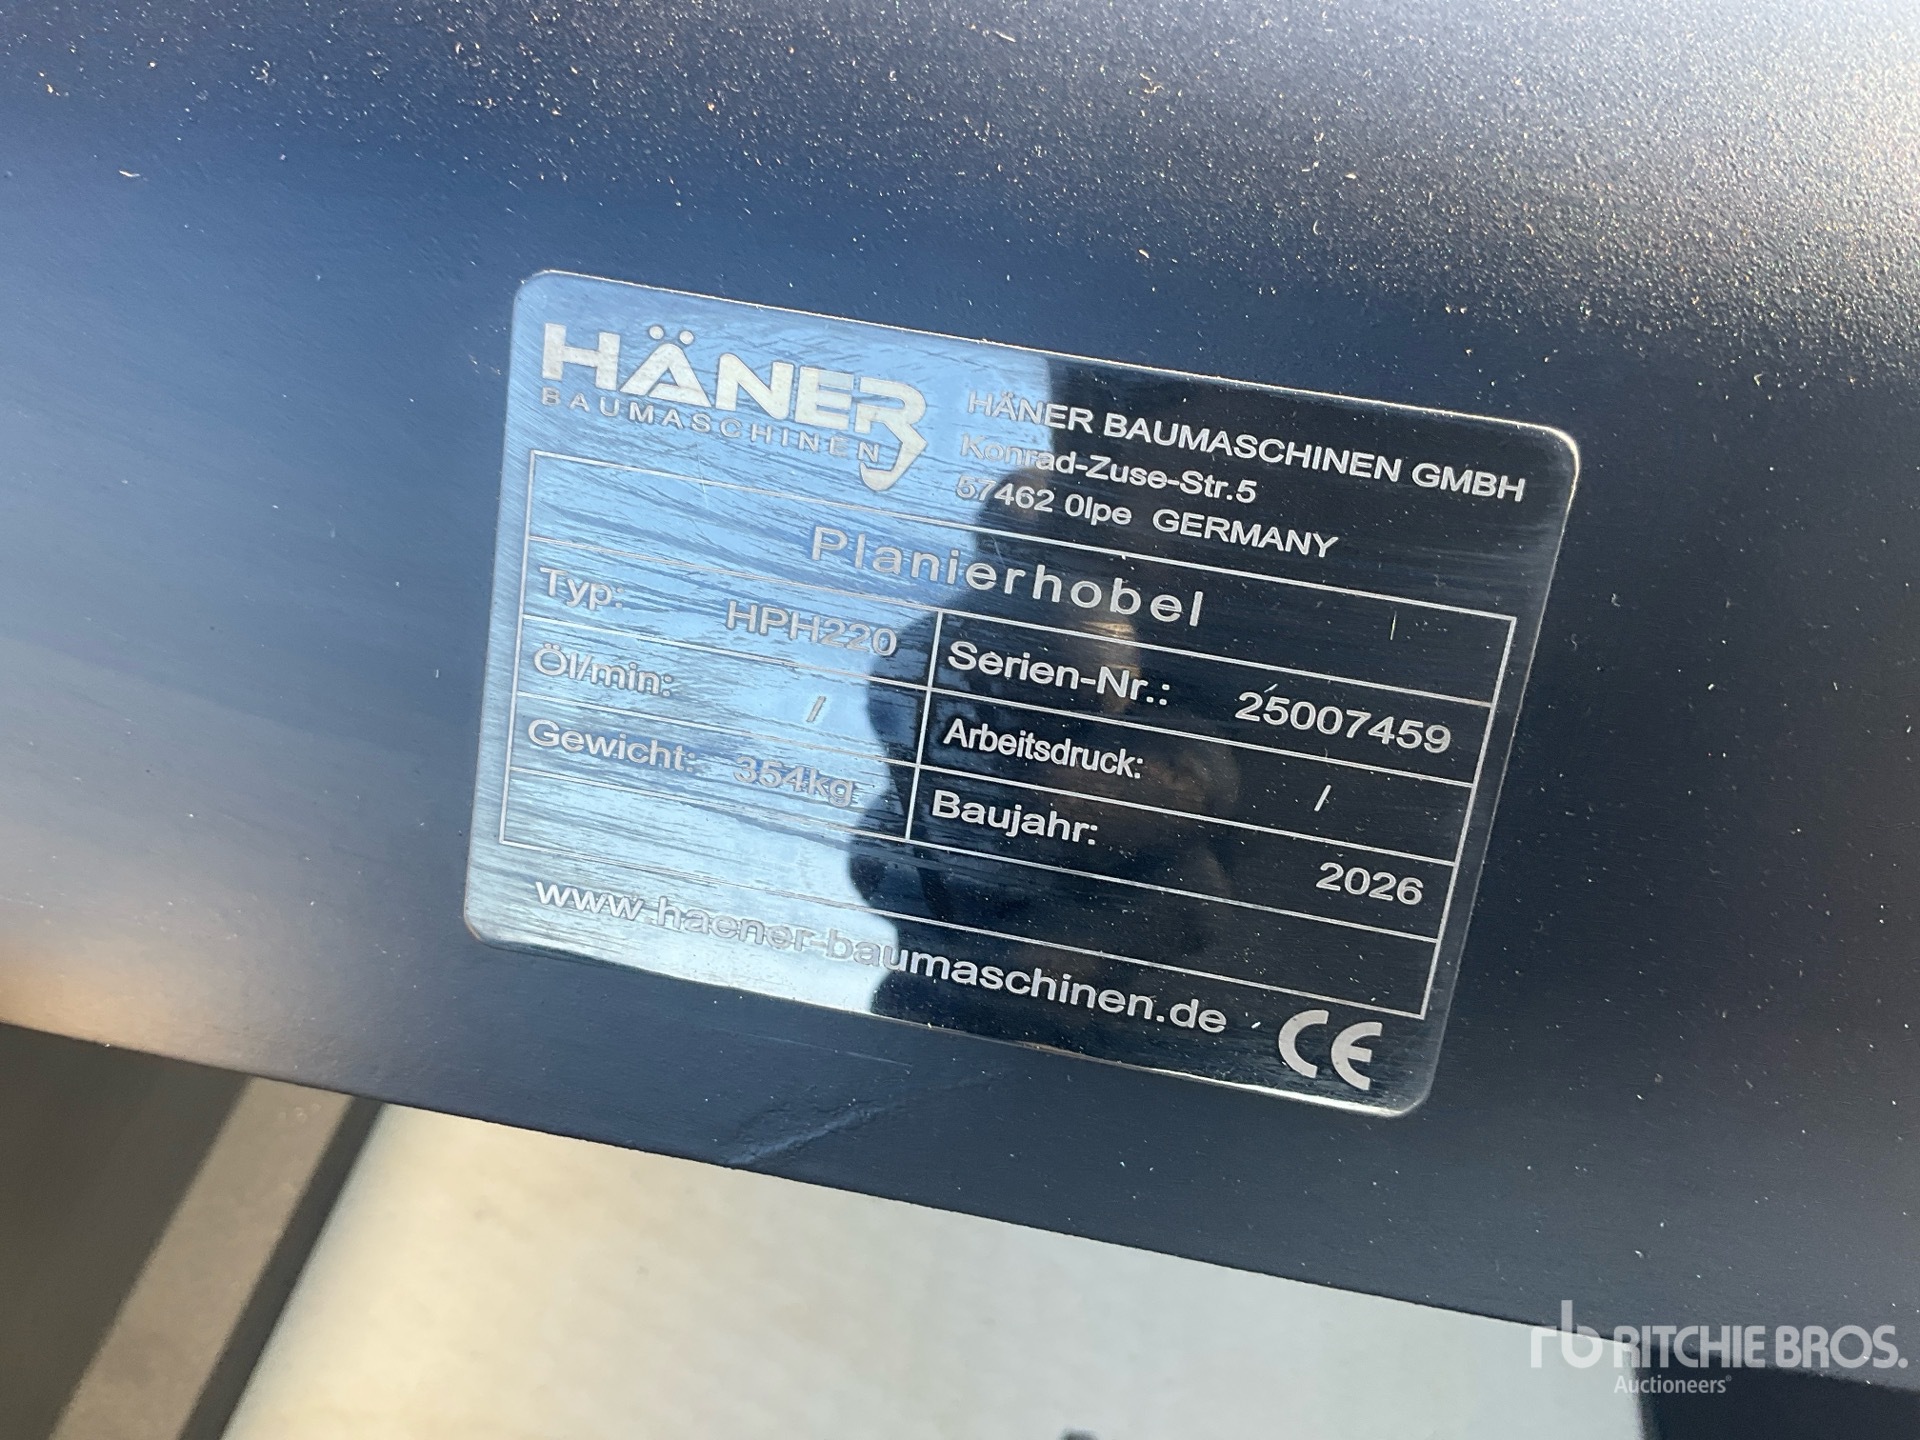 HÄNER
BAUMASCHINEN
HÄNER BAUMASCHINEN GMBH
Konrad-Zuse-Str.5
57462 Olpe GERMANY
Planierhobel
Typ: HPH220
Serien-Nr.: 25007459
Öl/min: /
Arbeitsdruck: /
Gewicht: 354kg
Baujahr: 2026
www.haener-baumaschinen.de
CE
rb RITCHIE BROS.
Auctioneers®